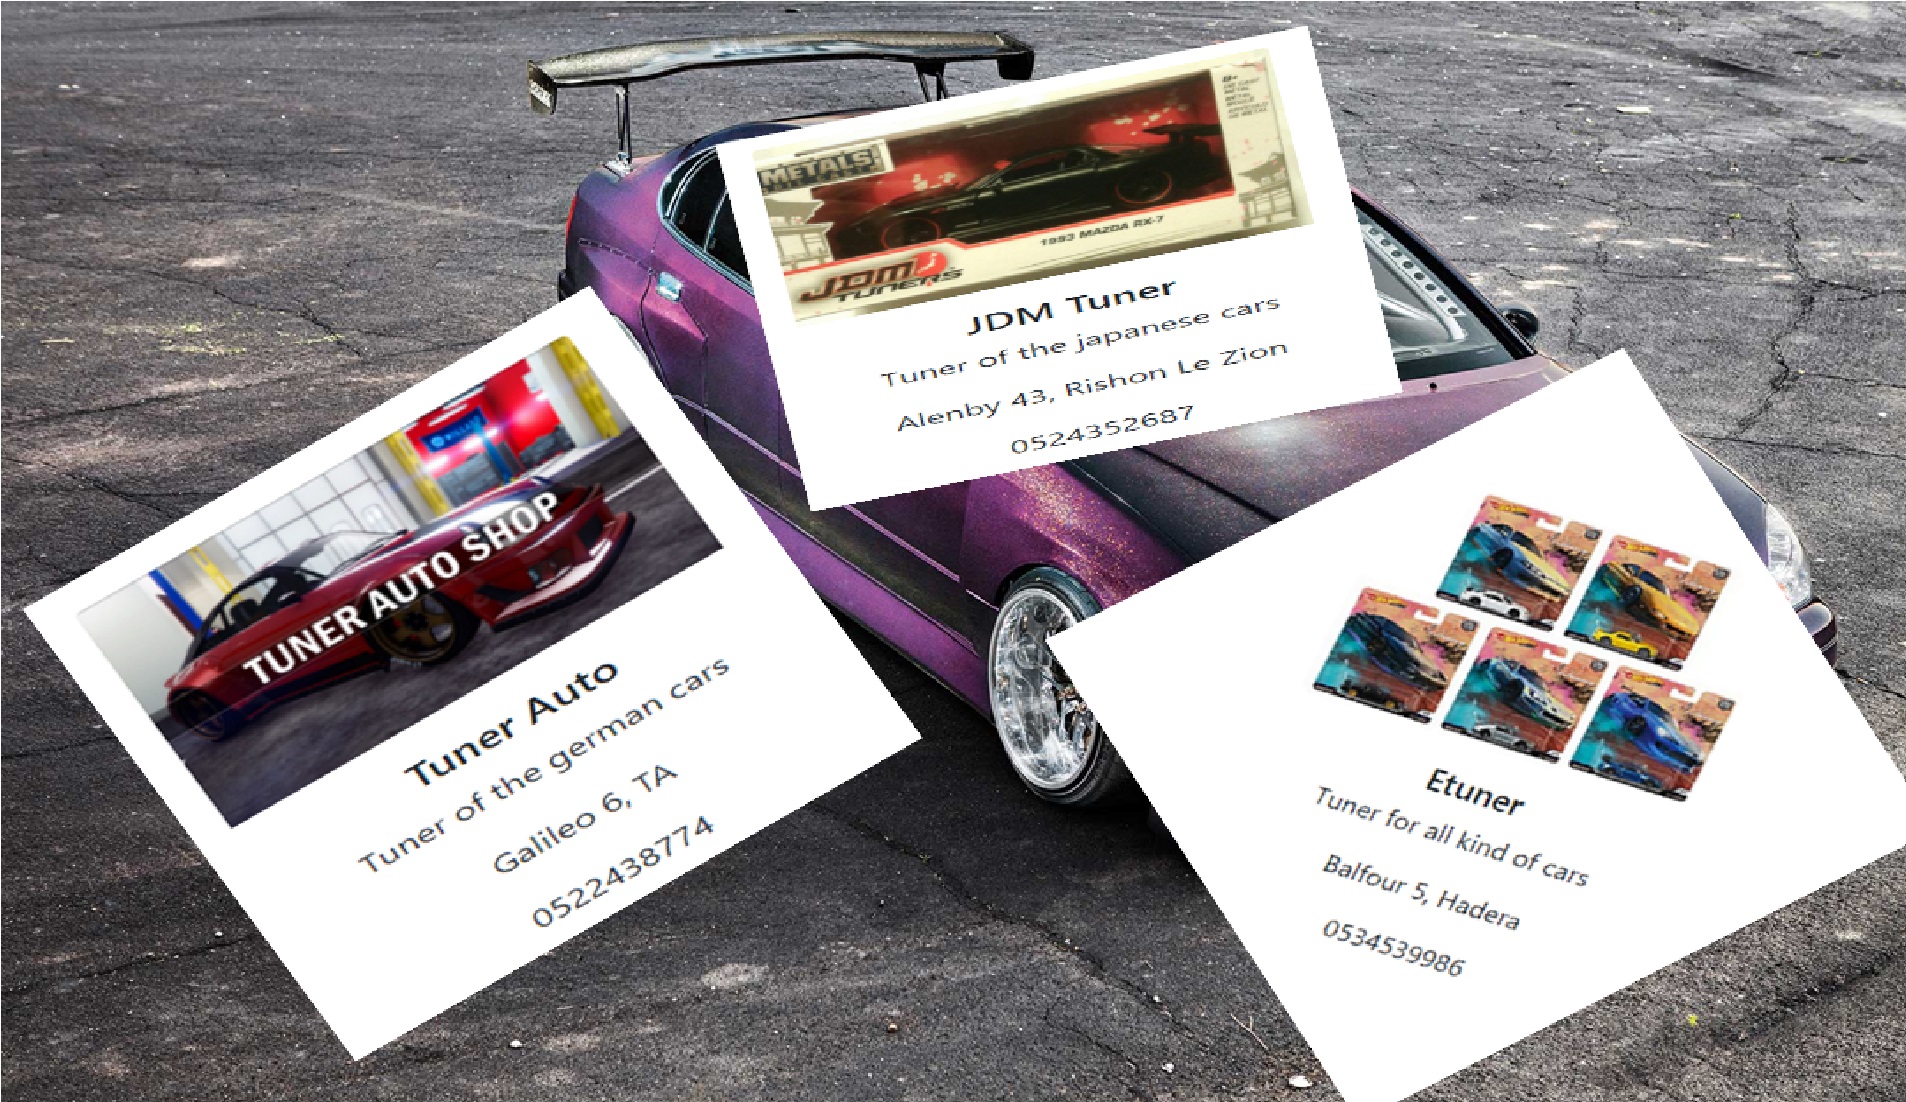 METALS
1993 MAZDA RX-7
JDM
TUNERS
JDM Tuner
Tuner of the japanese cars
Alenby 43, Rishon Le Zion
0524352687
TUNER AUTO SHOP
Tuner Auto
Tuner of the german cars
Galileo 6, TA
0522438774
Etuner
Tuner for all kind of cars
Balfour 5, Hadera
0534539986